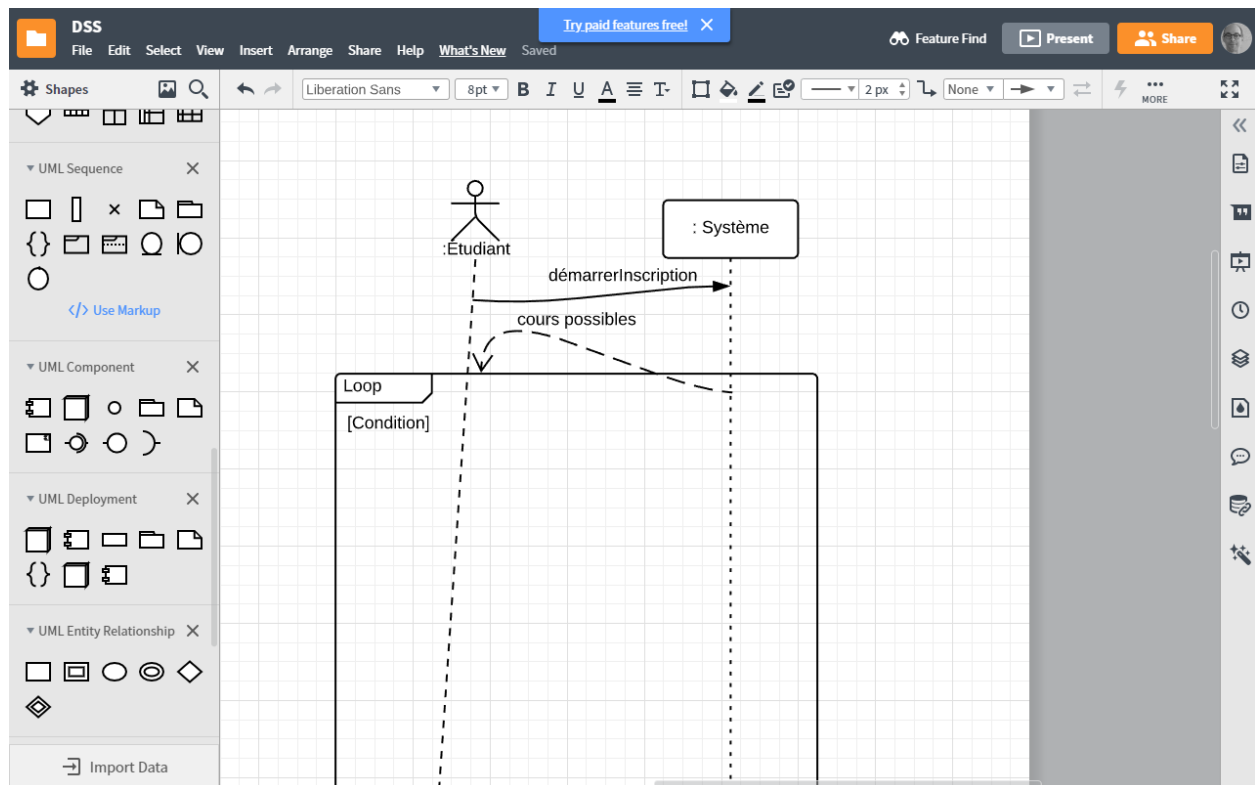 DSS
Try paid features free!
File Edit Select View Insert Arrange Share Help What's New Saved
Feature Find
Present
Share
Shapes
Liberation Sans
8pt
B I U A T
2 px
None
MORE
UML Sequence
</> Use Markup
UML Component
UML Deployment
UML Entity Relationship
Import Data
:Étudiant
: Système
démarrerInscription
cours possibles
Loop
[Condition]